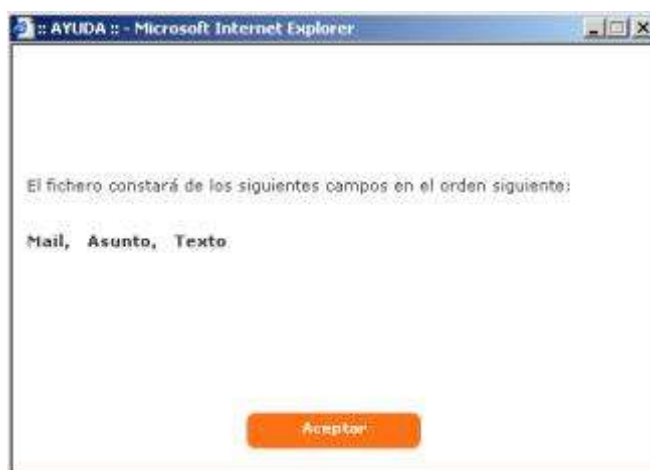 :: AYUDA :: - Microsoft Internet Explorer
El fichero constará de los siguientes campos en el orden siguiente:
Mail, Asunto, Texto
Aceptar